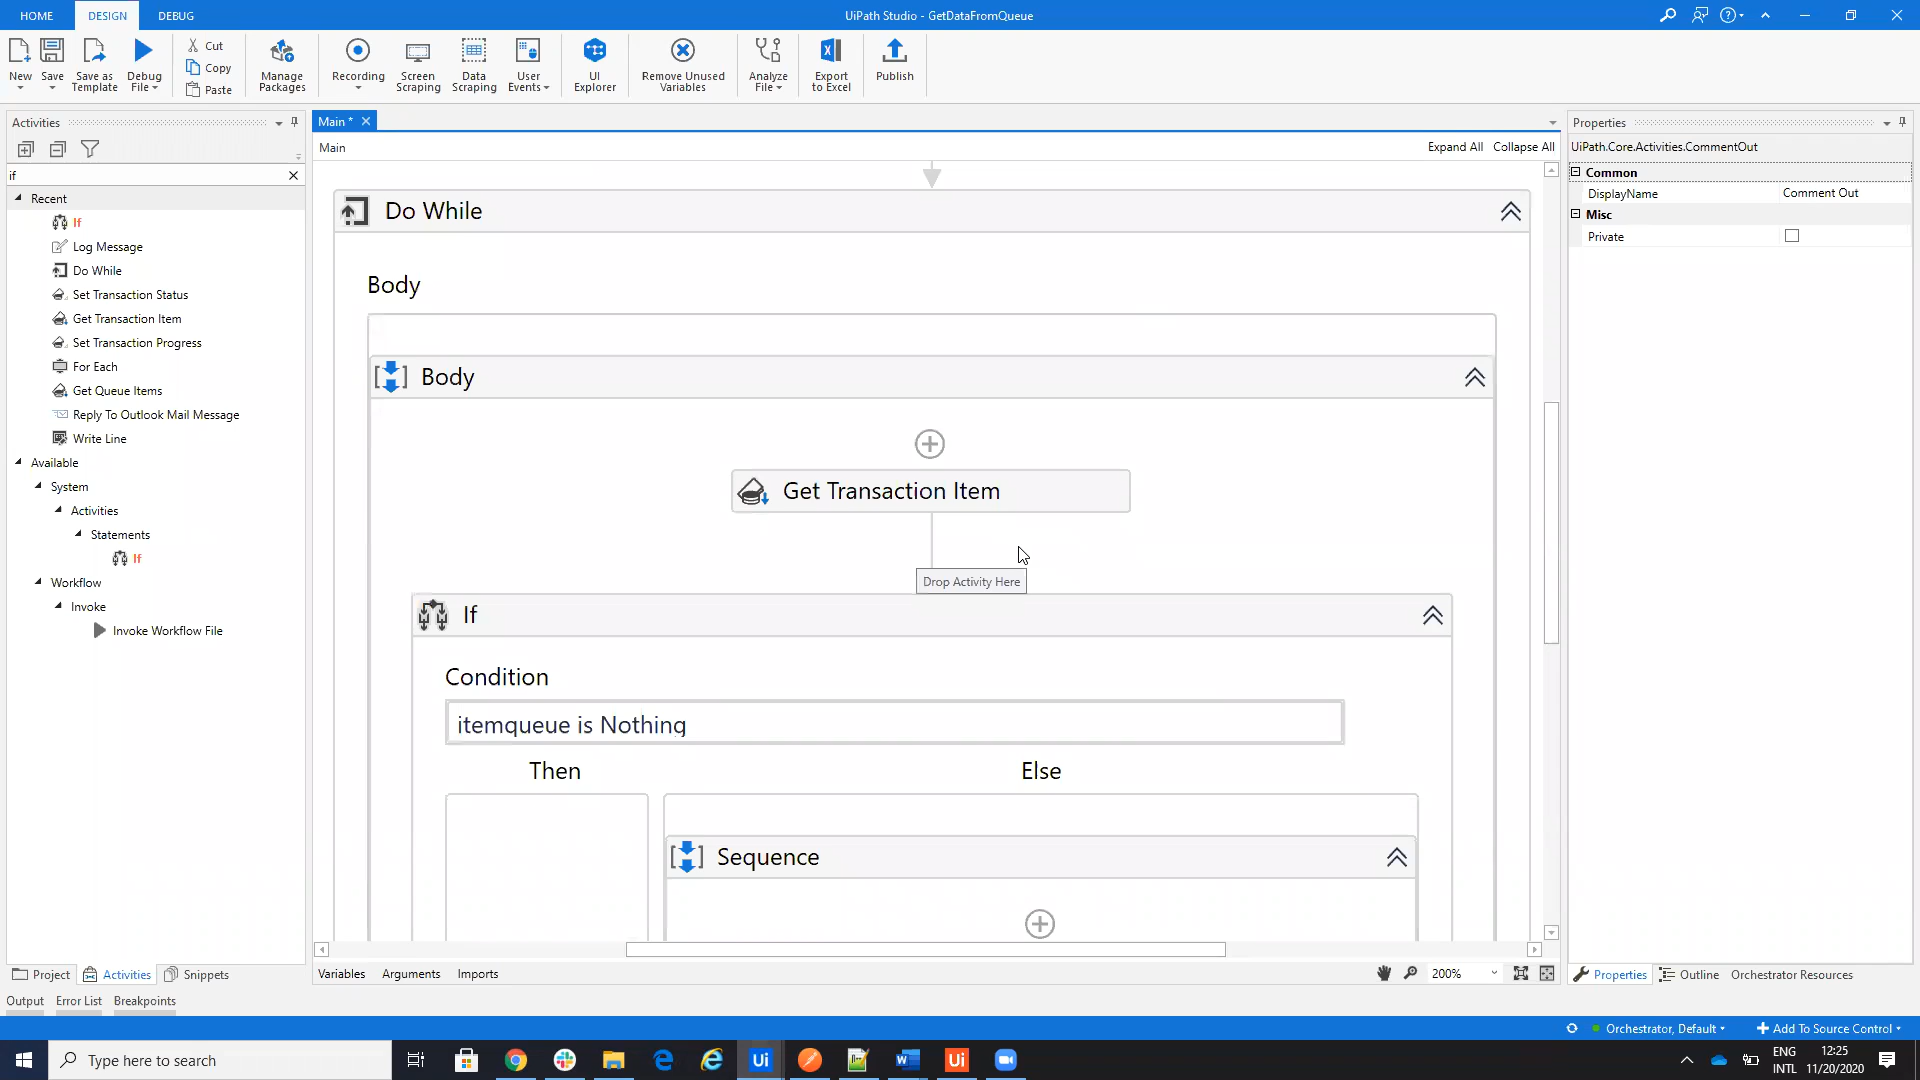 HOME DESIGN DEBUG
UiPath Studio - GetDataFromQueue
New Save Save as Template Debug File
Cut
Copy
Paste
Manage Packages Recording Screen Scraping Data Scraping User Events UI Explorer Remove Unused Variables Analyze File Export to Excel Publish
Activities
if
Recent
If
Log Message
Do While
Set Transaction Status
Get Transaction Item
Set Transaction Progress
For Each
Get Queue Items
Reply To Outlook Mail Message
Write Line
Available
System
Activities
Statements
If
Workflow
Invoke
Invoke Workflow File
Project Activities Snippets
Main *
Main
Expand All Collapse All
Do While
Body
Body
Get Transaction Item
Drop Activity Here
If
Condition
itemqueue is Nothing
Then Else
Sequence
Variables Arguments Imports
200%
Properties
UiPath.Core.Activities.CommentOut
Common
DisplayName Comment Out
Misc
Private
Properties Outline Orchestrator Resources
Output Error List Breakpoints
Orchestrator, Default
Add To Source Control
Type here to search
Ui
Ui
ENG
INTL
12:25
11/20/2020